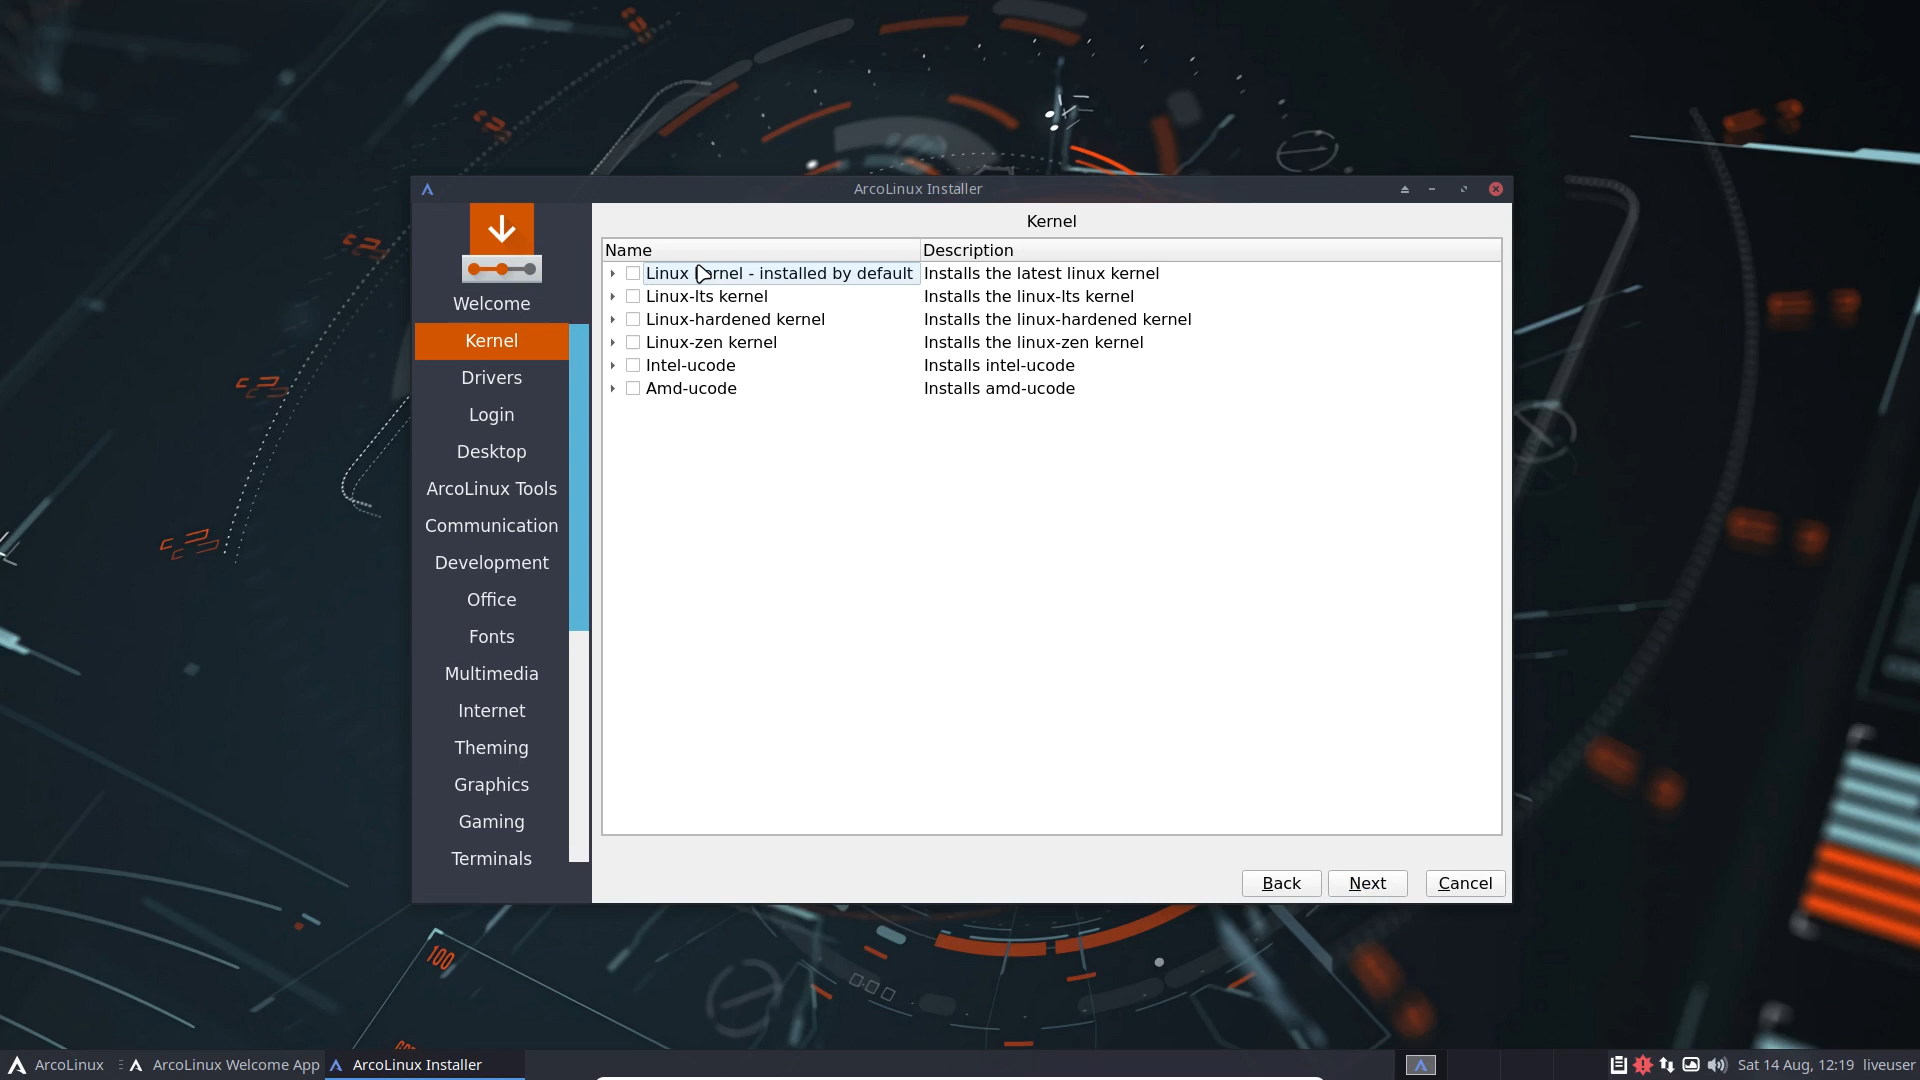 ArcoLinux Installer
Welcome
Kernel
Drivers
Login
Desktop
ArcoLinux Tools
Communication
Development
Office
Fonts
Multimedia
Internet
Theming
Graphics
Gaming
Terminals
Kernel
Name Description
Linux kernel - installed by default Installs the latest linux kernel
Linux-lts kernel Installs the linux-lts kernel
Linux-hardened kernel Installs the linux-hardened kernel
Linux-zen kernel Installs the linux-zen kernel
Intel-ucode Installs intel-ucode
Amd-ucode Installs amd-ucode
Back Next Cancel
100
ArcoLinux ArcoLinux Welcome App ArcoLinux Installer Sat 14 Aug, 12:19 liveuser